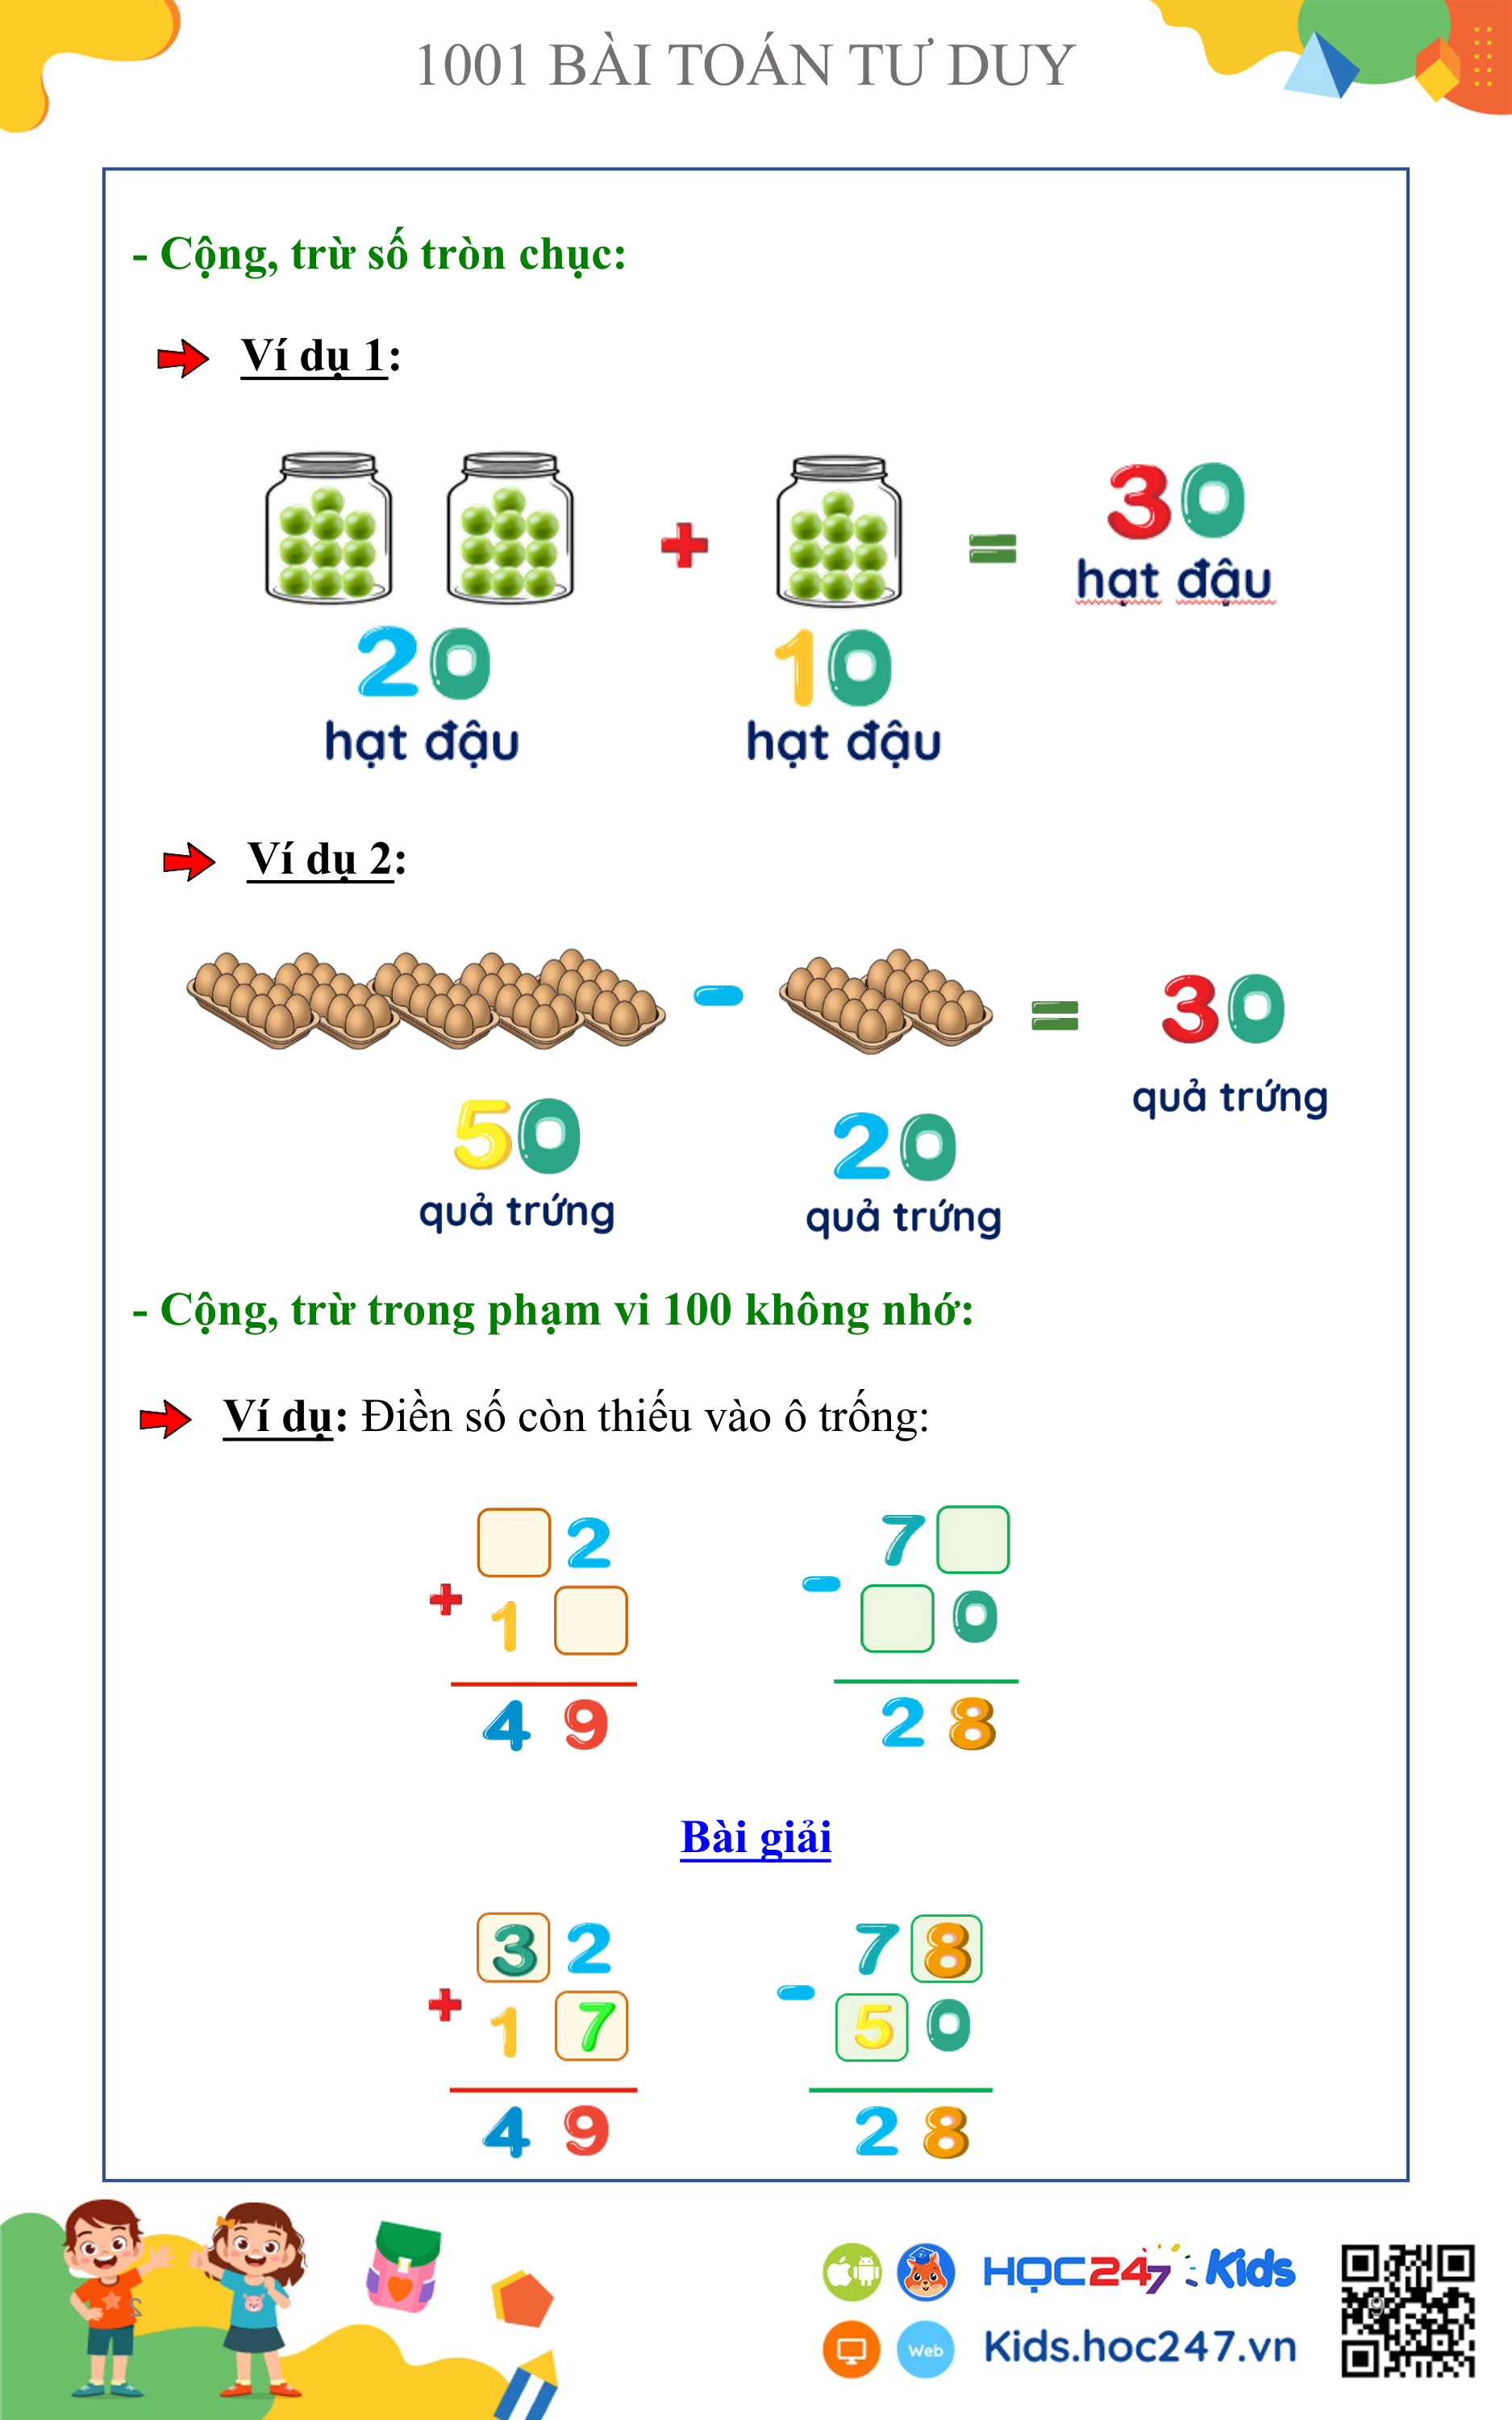 1001 BÀI TOÁN TƯ DUY
- Cộng, trừ số tròn chục:
Ví dụ 1:
+ = 30
hạt đậu
20 10
hạt đậu hạt đậu
Ví dụ 2:
- = 30
quả trứng
50 20
quả trứng quả trứng
- Cộng, trừ trong phạm vi 100 không nhớ:
Ví dụ: Điền số còn thiếu vào ô trống:
2 7
+ 1 - 0
4 9 2 8
Bài giải
3 2 7 8
+ 1 7 - 5 0
4 9 2 8
HỌC247 Kids
Web Kids.hoc247.vn
2
9